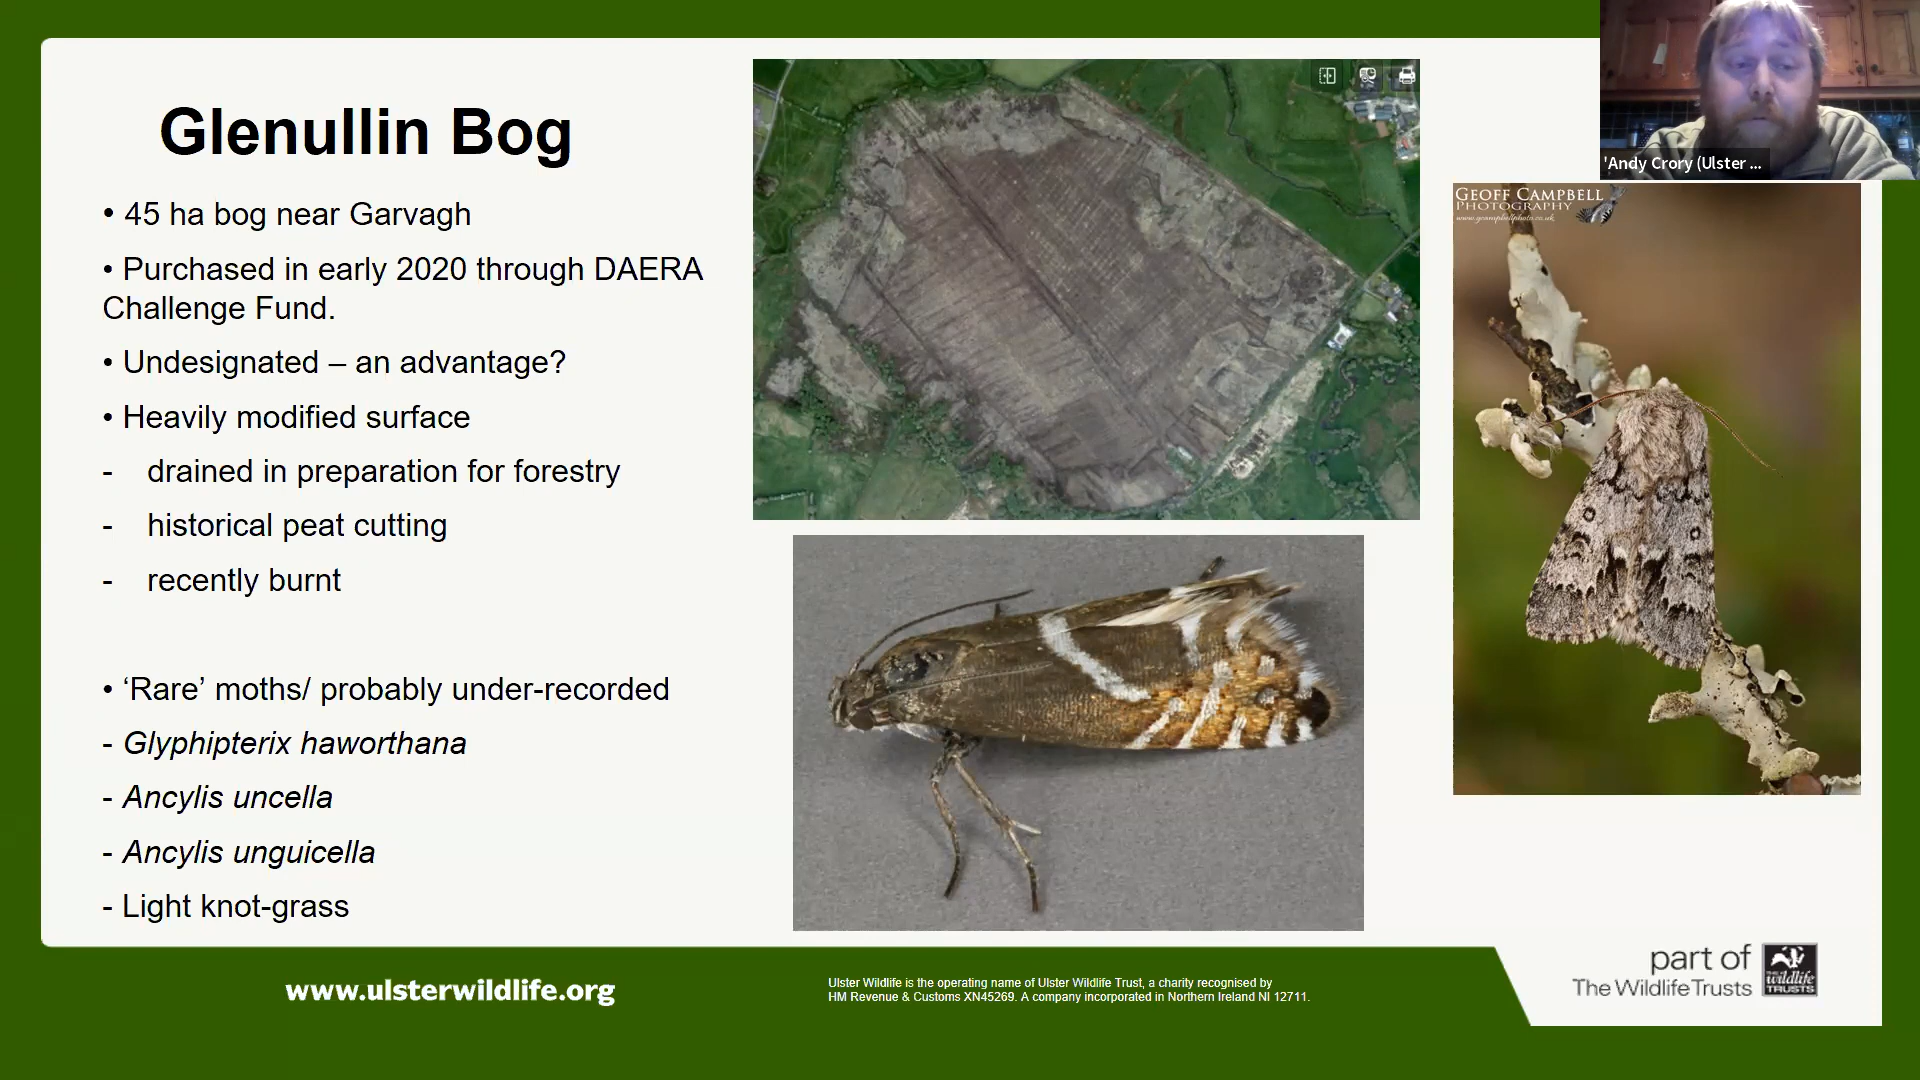 Glenullin Bog
• 45 ha bog near Garvagh
• Purchased in early 2020 through DAERA
Challenge Fund.
• Undesignated – an advantage?
• Heavily modified surface
- drained in preparation for forestry
- historical peat cutting
- recently burnt
• ‘Rare’ moths/ probably under-recorded
- Glyphipterix haworthana
- Ancylis uncella
- Ancylis unguicella
- Light knot-grass
'Andy Crory (Ulster ...
GEOFF CAMPBELL
PHOTOGRAPHY
www.gcampbellphoto.co.uk
www.ulsterwildlife.org
Ulster Wildlife is the operating name of Ulster Wildlife Trust, a charity recognised by
HM Revenue & Customs XN45269. A company incorporated in Northern Ireland NI 12711.
part of
The Wildlife Trusts
THE
wildlife
TRUSTS